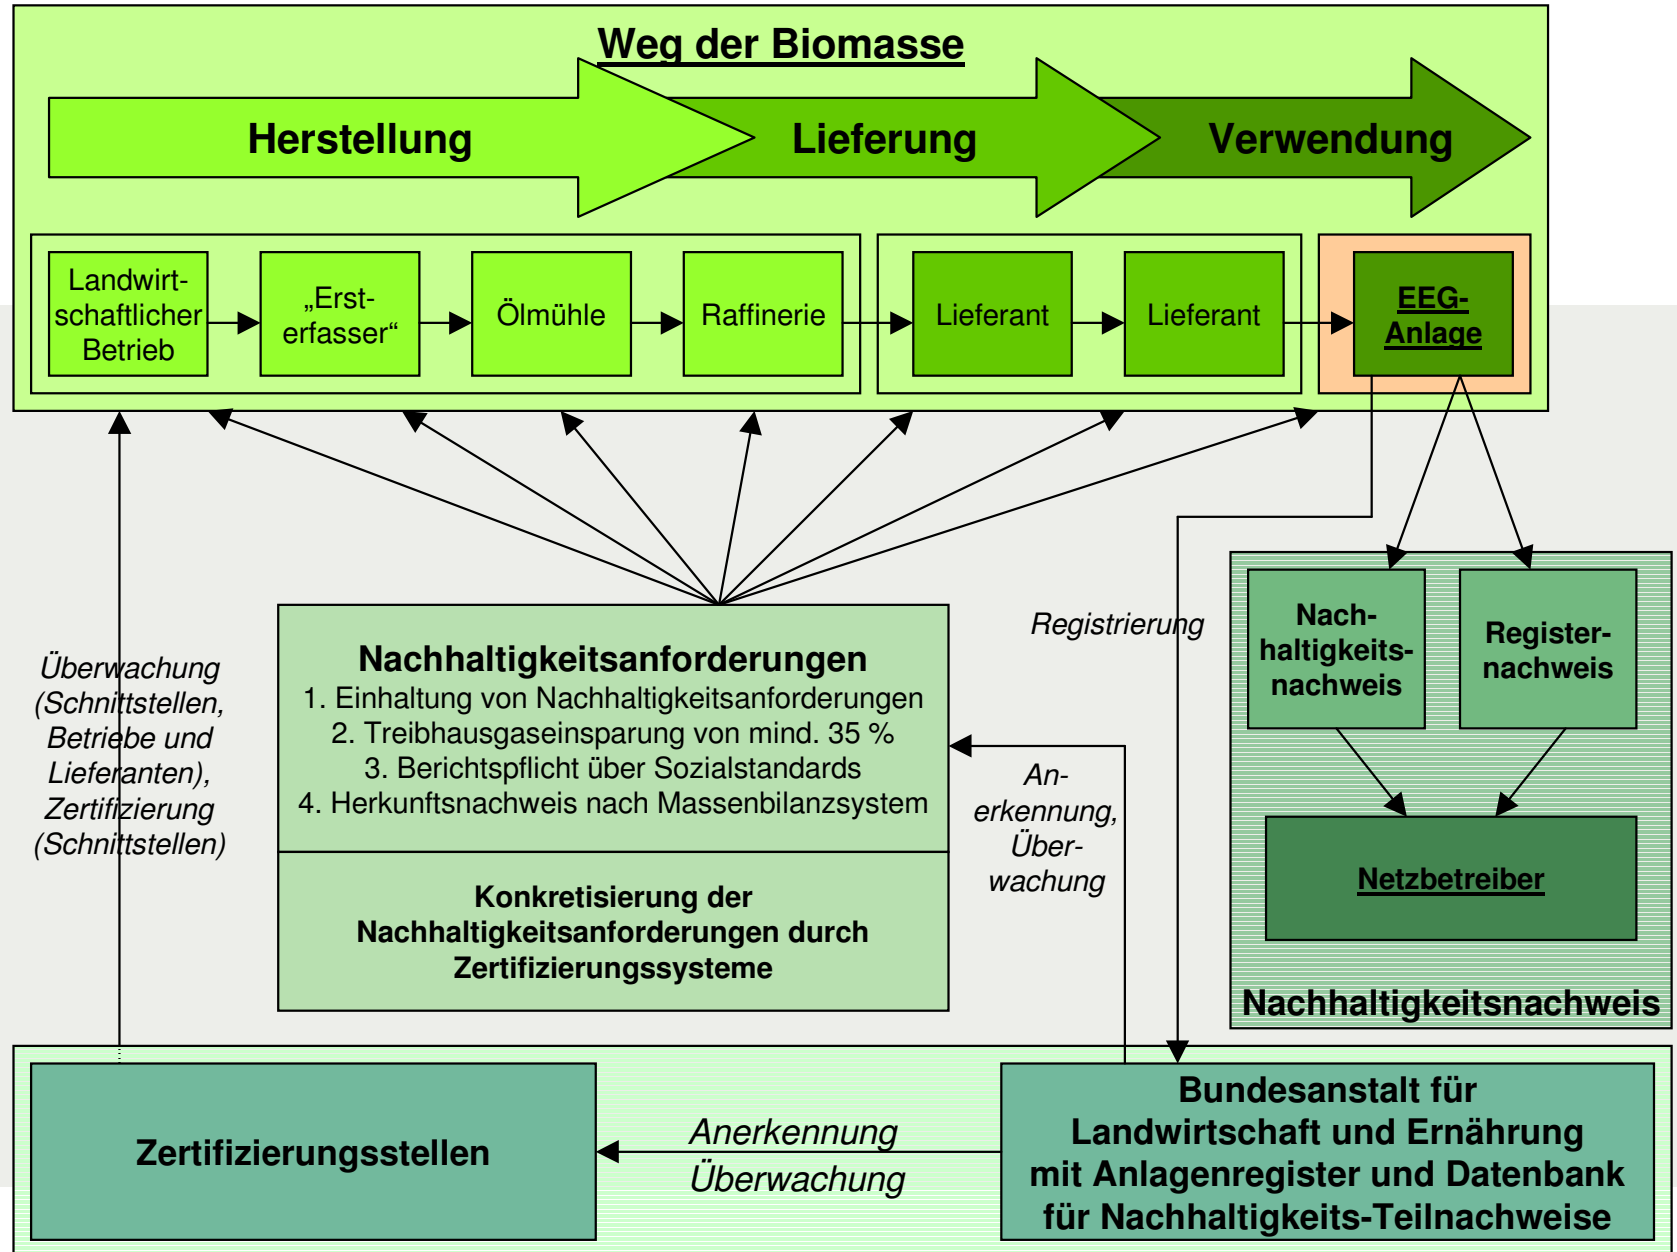 Weg der Biomasse
Herstellung
Lieferung
Verwendung
Landwirt-
schaftlicher
Betrieb
„Erst-
erfasser“
Ölmühle
Raffinerie
Lieferant
Lieferant
EEG-
Anlage
Überwachung
(Schnittstellen,
Betriebe und
Lieferanten),
Zertifizierung
(Schnittstellen)
Nachhaltigkeitsanforderungen
1. Einhaltung von Nachhaltigkeitsanforderungen
2. Treibhausgaseinsparung von mind. 35 %
3. Berichtspflicht über Sozialstandards
4. Herkunftsnachweis nach Massenbilanzsystem
Konkretisierung der
Nachhaltigkeitsanforderungen durch
Zertifizierungssysteme
An-
erkennung,
Über-
wachung
Registrierung
Nach-
haltigkeits-
nachweis
Register-
nachweis
Netzbetreiber
Nachhaltigkeitsnachweis
Zertifizierungsstellen
Anerkennung
Überwachung
Bundesanstalt für
Landwirtschaft und Ernährung
mit Anlagenregister und Datenbank
für Nachhaltigkeits-Teilnachweise